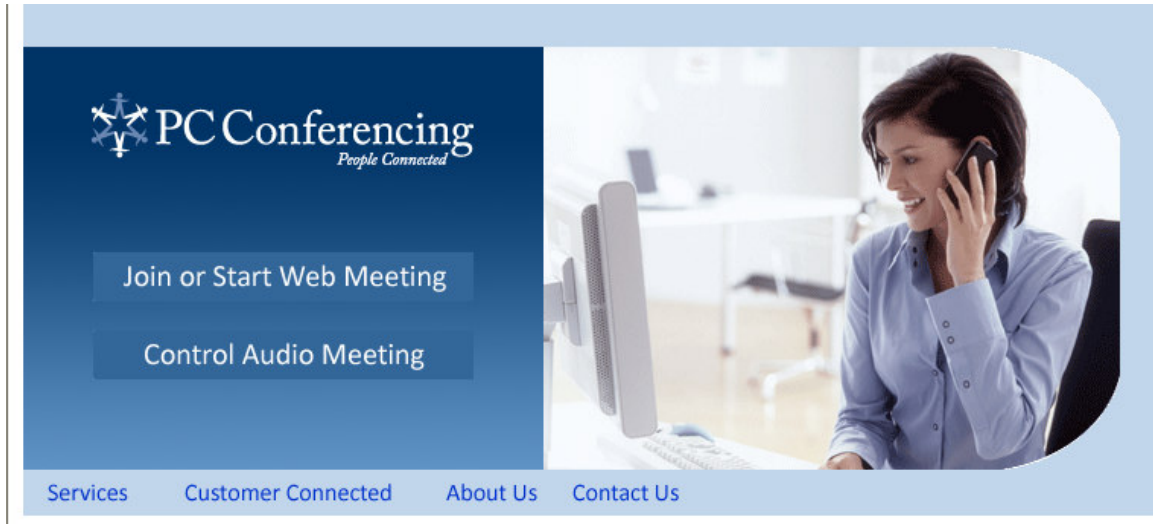 PC Conferencing
People Connected
Join or Start Web Meeting
Control Audio Meeting
Services Customer Connected About Us Contact Us